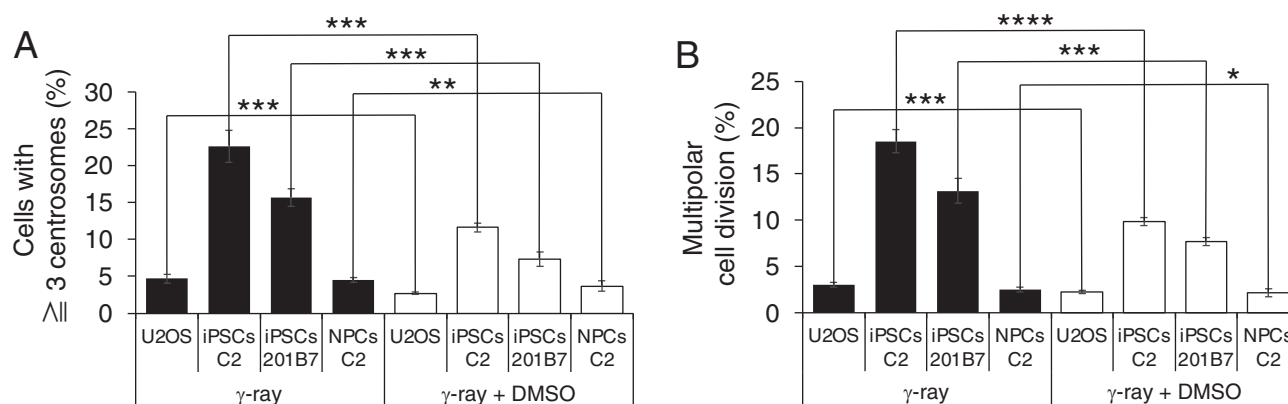 A
Cells with
≧ 3 centrosomes (%)
30
25
20
15
10
5
0
***
***
**
***
U2OS
iPSCs
C2
iPSCs
201B7
NPCs
C2
U2OS
iPSCs
C2
iPSCs
201B7
NPCs
C2
γ-ray
γ-ray + DMSO
B
Multipolar
cell division (%)
25
20
15
10
5
0
****
***
*
***
U2OS
iPSCs
C2
iPSCs
201B7
NPCs
C2
U2OS
iPSCs
C2
iPSCs
201B7
NPCs
C2
γ-ray
γ-ray + DMSO